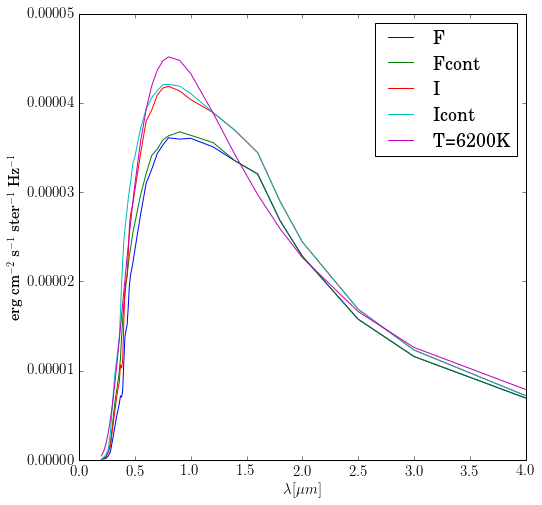 0.00005
0.00004
0.00003
0.00002
0.00001
0.00000
erg cm⁻² s⁻¹ ster⁻¹ Hz⁻¹
F
Fcont
I
Icont
T=6200K
0.0 0.5 1.0 1.5 2.0 2.5 3.0 3.5 4.0
λ[μm]